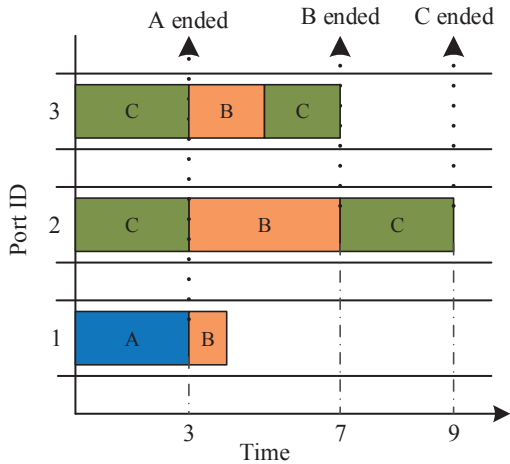 A ended B ended C ended
3 C B C
2 C B C
1 A B
Port ID
3 7 9
Time